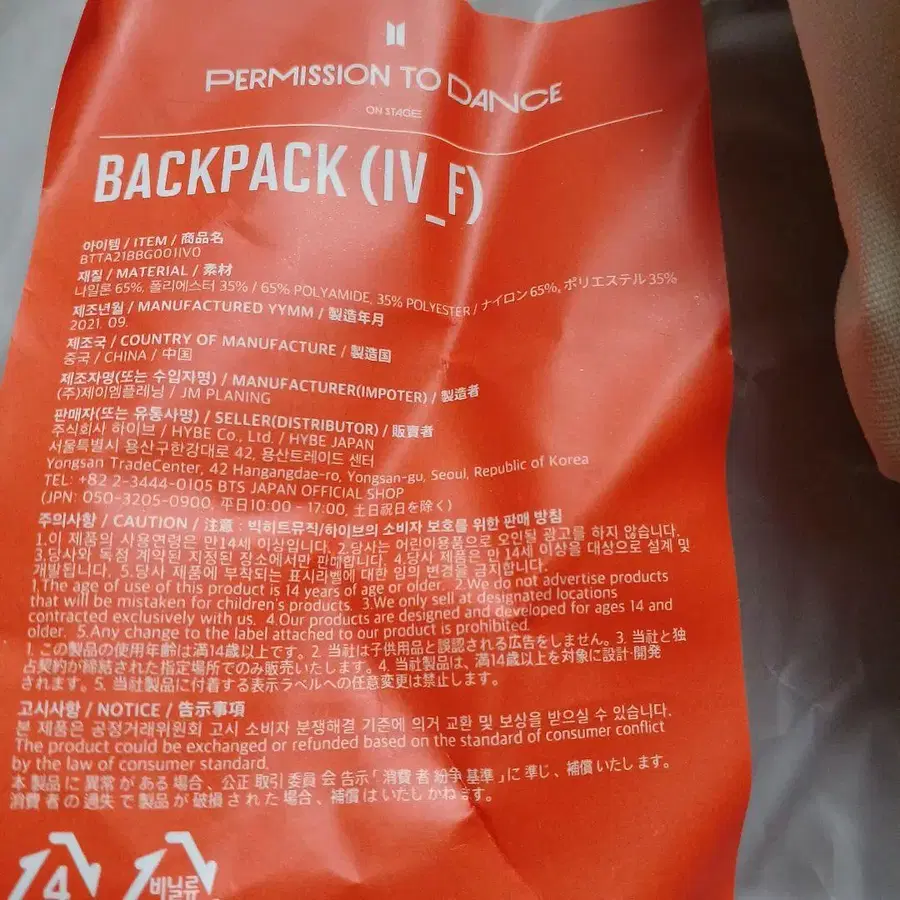 PERMISSION TO DANCE
ON STAGE
BACKPACK (IV_F)
아이템 / ITEM / 商品名
BTTA21BBG001IV0
재질 / MATERIAL / 素材
나일론 65%, 폴리에스터 35% / 65% POLYAMIDE, 35% POLYESTER / ナイロン 65%, ポリエステル 35%
제조년월 / MANUFACTURED YYMM / 製造年月
2021. 09.
제조국 / COUNTRY OF MANUFACTURE / 製造国
중국 / CHINA / 中国
제조자명(또는 수입자명) / MANUFACTURER(IMPOTER) / 製造者
(주)제이엠플래닝 / JM PLANING
판매자(또는 유통사명) / SELLER(DISTRIBUTOR) / 販賣者
주식회사 하이브 / HYBE Co., Ltd. / HYBE JAPAN
서울특별시 용산구한강대로 42, 용산트레이드 센터
Yongsan TradeCenter, 42 Hangangdae-ro, Yongsan-gu, Seoul, Republic of Korea
TEL: +82 2-3444-0105 BTS JAPAN OFFICIAL SHOP
(JPN: 050-3205-0900, 平日10:00 - 17:00, 土日祝日を除く)
주의사항 / CAUTION / 注意 : 빅히트뮤직/하이브의 소비자 보호를 위한 판매 방침
1.이 제품의 사용연령은 만14세 이상입니다. 2.당사는 어린이용품으로 오인될 광고를 하지 않습니다.
3.당사와 독점 계약된 지정된 장소에서만 판매합니다. 4.당사 제품은 만 14세 이상을 대상으로 설계 및
개발됩니다. 5.당사 제품에 부착되는 표시라벨에 대한 임의 변경을 금지합니다.
1.The age of use of this product is 14 years of age or older. 2.We do not advertise products
that will be mistaken for children's products. 3.We only sell at designated locations
contracted exclusively with us. 4.Our products are designed and developed for ages 14 and
older. 5.Any change to the label attached to our product is prohibited.
1. この製品の使用年齢は満14歳以上です。2. 当社は子供用品と誤認される広告をしません。3. 当社と独
占契約が締結された指定場所でのみ販売いたします。4. 当社製品は、満14歳以上を対象に設計·開発
されます。5. 当社製品に付着する表示ラベルへの任意変更は禁止します。
고시사항 / NOTICE / 告示事項
본 제품은 공정거래위원회 고시 소비자 분쟁해결 기준에 의거 교환 및 보상을 받으실 수 있습니다.
The product could be exchanged or refunded based on the standard of consumer conflict
by the law of consumer standard.
本製品に異常がある場合、公正取引委員会告示「消費者紛争基準」に準じ、補償いたします。
消費者の過失で製品が破損された場合、補償はいたしかねます。
4 비닐류